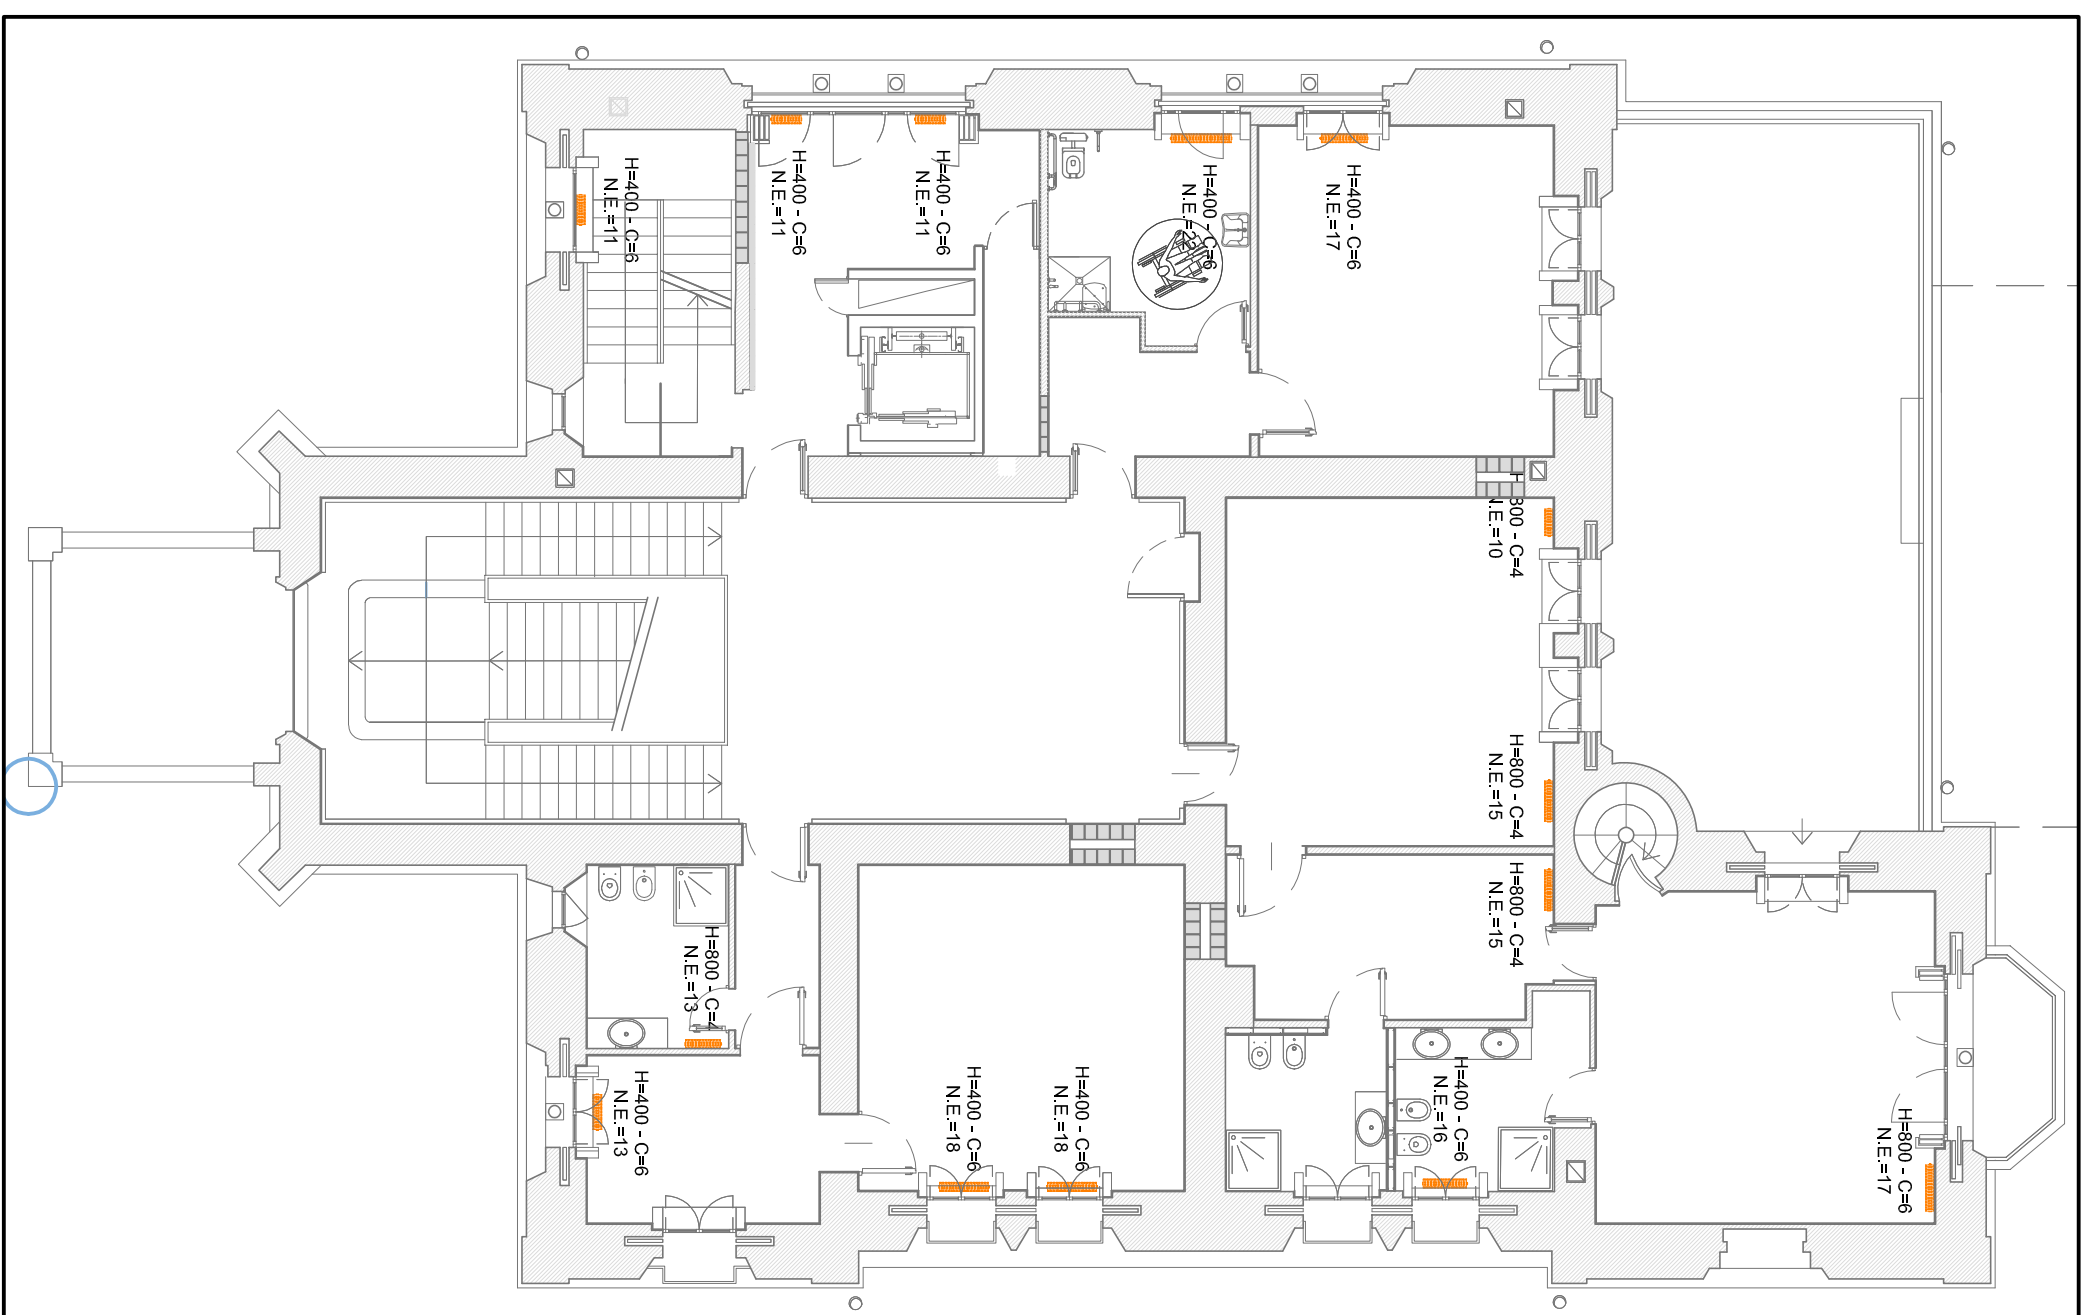 H=400 - C=6
N.E.=11
H=400 - C=6
N.E.=11
H=400 - C=6
N.E.=11
H=400 - C=6
N.E.=22
H=400 - C=6
N.E.=17
H=800 - C=4
N.E.=10
H=800 - C=4
N.E.=15
H=800 - C=4
N.E.=15
H=800 - C=4
N.E.=13
H=400 - C=6
N.E.=13
H=400 - C=6
N.E.=18
H=400 - C=6
N.E.=18
H=400 - C=6
N.E.=16
H=800 - C=6
N.E.=17